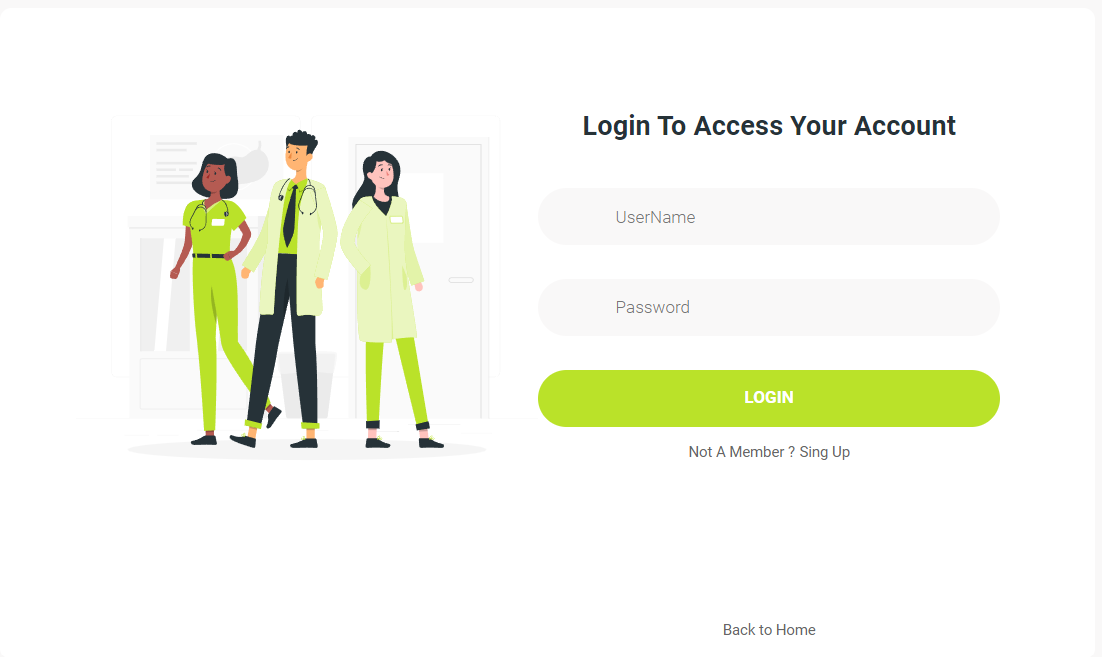 Login To Access Your Account
UserName
Password
LOGIN
Not A Member ? Sing Up
Back to Home